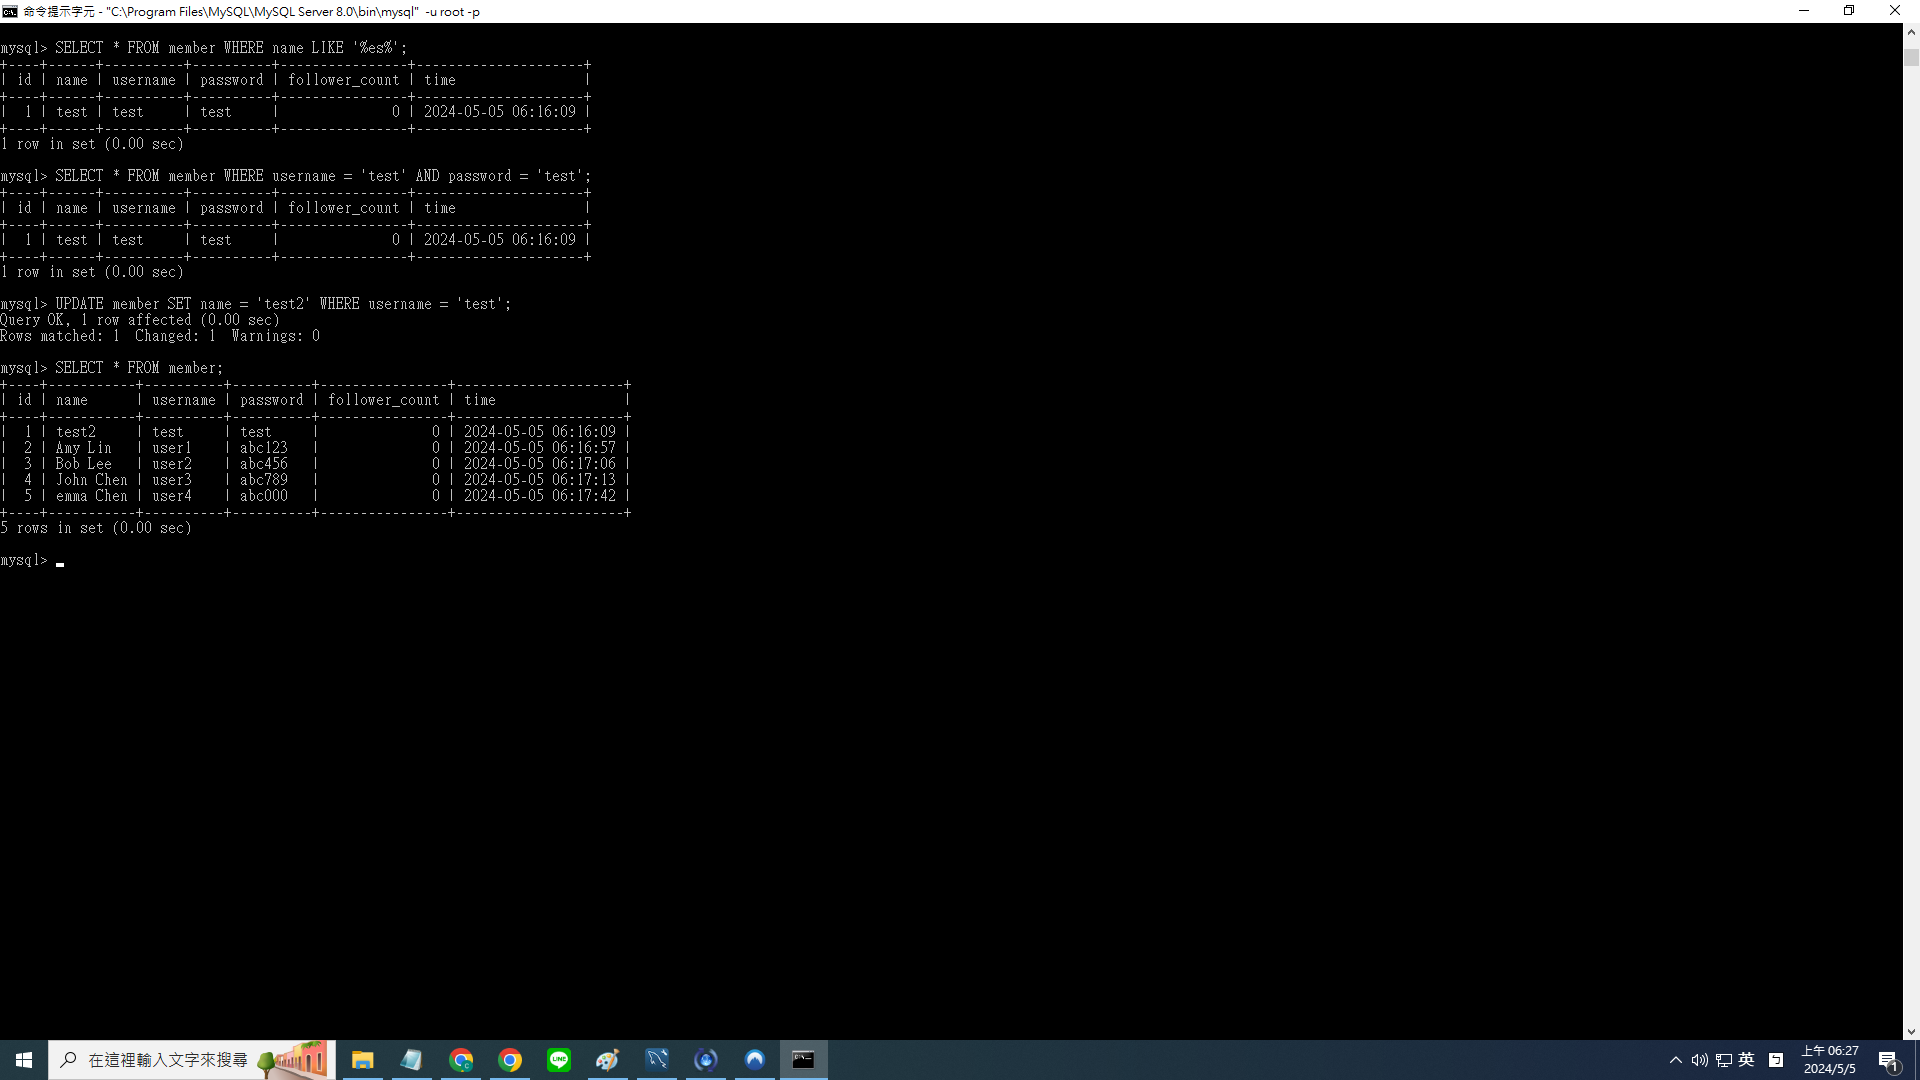 命令提示字元 - "C:\Program Files\MySQL\MySQL Server 8.0\bin\mysql"  -u root -p
mysql> SELECT * FROM member WHERE name LIKE '%es%';
+----+------+----------+----------+----------------+---------------------+
| id | name | username | password | follower_count | time                |
+----+------+----------+----------+----------------+---------------------+
|  1 | test | test     | test     |              0 | 2024-05-05 06:16:09 |
+----+------+----------+----------+----------------+---------------------+
1 row in set (0.00 sec)
mysql> SELECT * FROM member WHERE username = 'test' AND password = 'test';
+----+------+----------+----------+----------------+---------------------+
| id | name | username | password | follower_count | time                |
+----+------+----------+----------+----------------+---------------------+
|  1 | test | test     | test     |              0 | 2024-05-05 06:16:09 |
+----+------+----------+----------+----------------+---------------------+
1 row in set (0.00 sec)
mysql> UPDATE member SET name = 'test2' WHERE username = 'test';
Query OK, 1 row affected (0.00 sec)
Rows matched: 1  Changed: 1  Warnings: 0
mysql> SELECT * FROM member;
+----+-----------+----------+----------+----------------+---------------------+
| id | name      | username | password | follower_count | time                |
+----+-----------+----------+----------+----------------+---------------------+
|  1 | test2     | test     | test     |              0 | 2024-05-05 06:16:09 |
|  2 | Amy Lin   | user1    | abc123   |              0 | 2024-05-05 06:16:57 |
|  3 | Bob Lee   | user2    | abc456   |              0 | 2024-05-05 06:17:06 |
|  4 | John Chen | user3    | abc789   |              0 | 2024-05-05 06:17:13 |
|  5 | emma Chen | user4    | abc000   |              0 | 2024-05-05 06:17:42 |
+----+-----------+----------+----------+----------------+---------------------+
5 rows in set (0.00 sec)
mysql>
在這裡輸入文字來搜尋
LINE
英
上午 06:27
2024/5/5
1